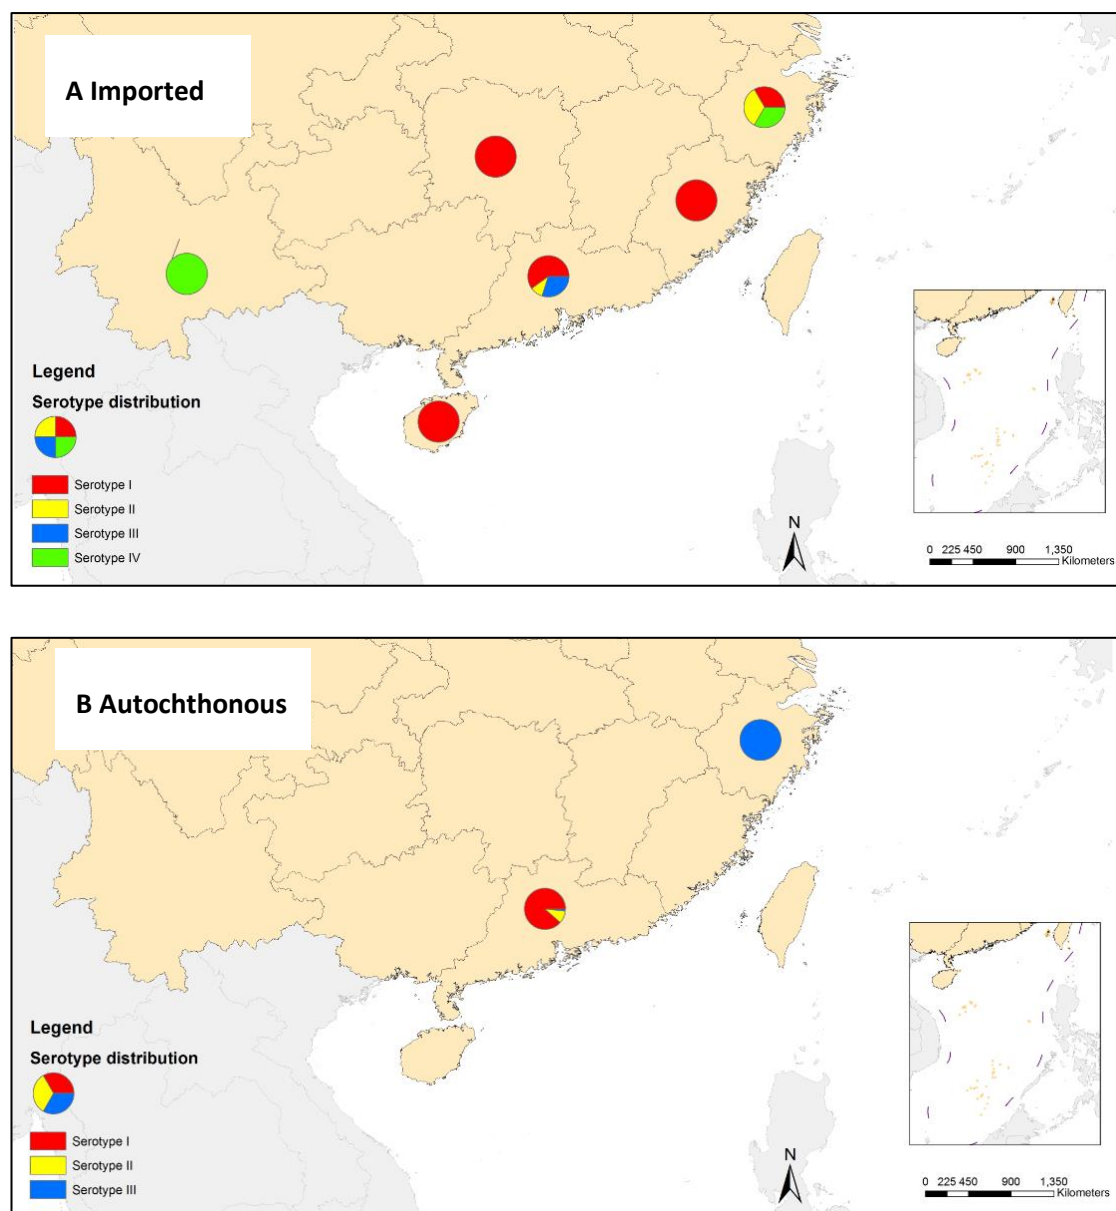 A Imported
Legend
Serotype distribution
Serotype I
Serotype II
Serotype III
Serotype IV
N
0 225 450 900 1,350
Kilometers
B Autochthonous
Legend
Serotype distribution
Serotype I
Serotype II
Serotype III
N
0 225 450 900 1,350
Kilometers